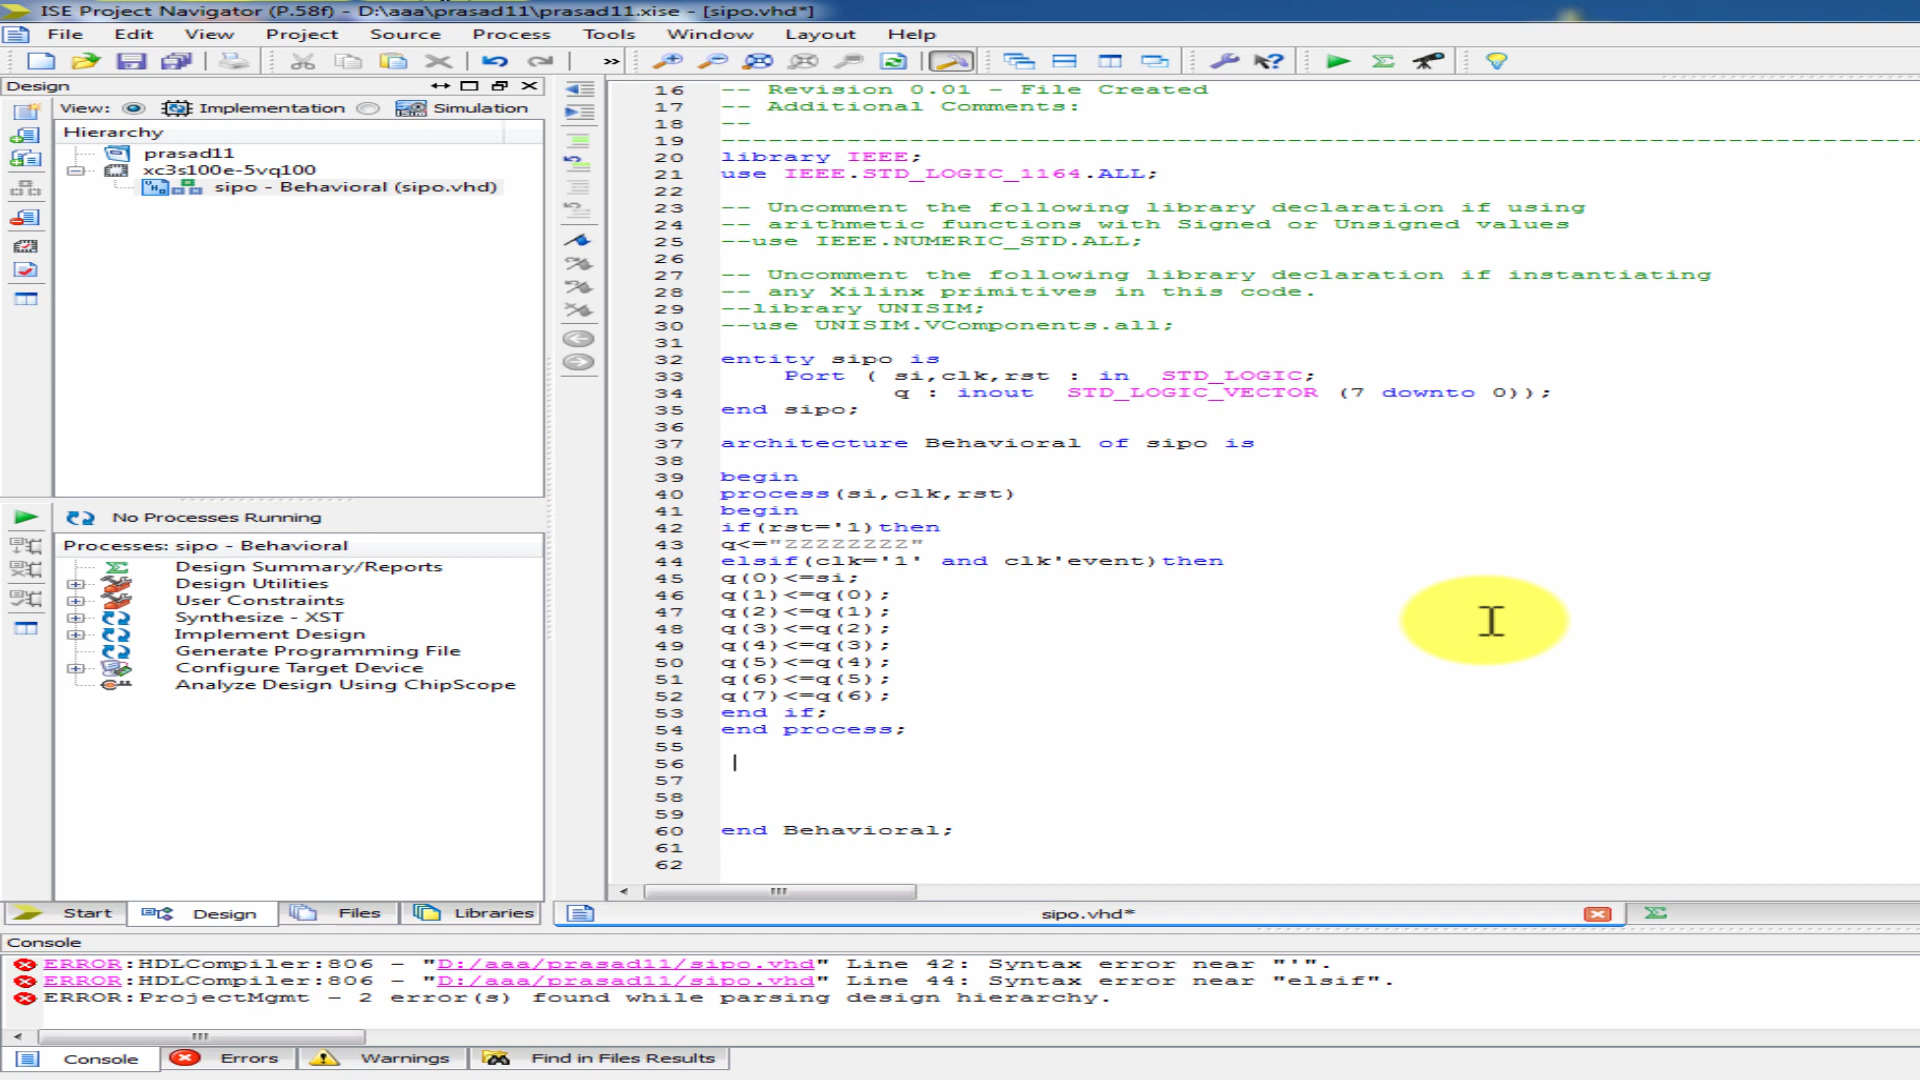 ISE Project Navigator (P.58f) - D:\aaa\prasad11\prasad11.xise - [sipo.vhd*]
File Edit View Project Source Process Tools Window Layout Help
Design
View: Implementation Simulation
Hierarchy
prasad11
xc3s100e-5vq100
sipo - Behavioral (sipo.vhd)
No Processes Running
Processes: sipo - Behavioral
Design Summary/Reports
Design Utilities
User Constraints
Synthesize - XST
Implement Design
Generate Programming File
Configure Target Device
Analyze Design Using ChipScope
Start Design Files Libraries
16 -- Revision 0.01 - File Created
17 -- Additional Comments:
18 --
19 ----------------------------------------------------------------------------------
20 library IEEE;
21 use IEEE.STD_LOGIC_1164.ALL;
22
23 -- Uncomment the following library declaration if using
24 -- arithmetic functions with Signed or Unsigned values
25 --use IEEE.NUMERIC_STD.ALL;
26
27 -- Uncomment the following library declaration if instantiating
28 -- any Xilinx primitives in this code.
29 --library UNISIM;
30 --use UNISIM.VComponents.all;
31
32 entity sipo is
33 Port ( si,clk,rst : in STD_LOGIC;
34 q : inout STD_LOGIC_VECTOR (7 downto 0));
35 end sipo;
36
37 architecture Behavioral of sipo is
38
39 begin
40 process(si,clk,rst)
41 begin
42 if(rst='1)then
43 q<="ZZZZZZZZ"
44 elsif(clk='1' and clk'event)then
45 q(0)<=si;
46 q(1)<=q(0);
47 q(2)<=q(1);
48 q(3)<=q(2);
49 q(4)<=q(3);
50 q(5)<=q(4);
51 q(6)<=q(5);
52 q(7)<=q(6);
53 end if;
54 end process;
55
56
57
58
59
60 end Behavioral;
61
62
sipo.vhd*
Console
ERROR:HDLCompiler:806 - "D:/aaa/prasad11/sipo.vhd" Line 42: Syntax error near "'".
ERROR:HDLCompiler:806 - "D:/aaa/prasad11/sipo.vhd" Line 44: Syntax error near "elsif".
ERROR:ProjectMgmt - 2 error(s) found while parsing design hierarchy.
Console Errors Warnings Find in Files Results